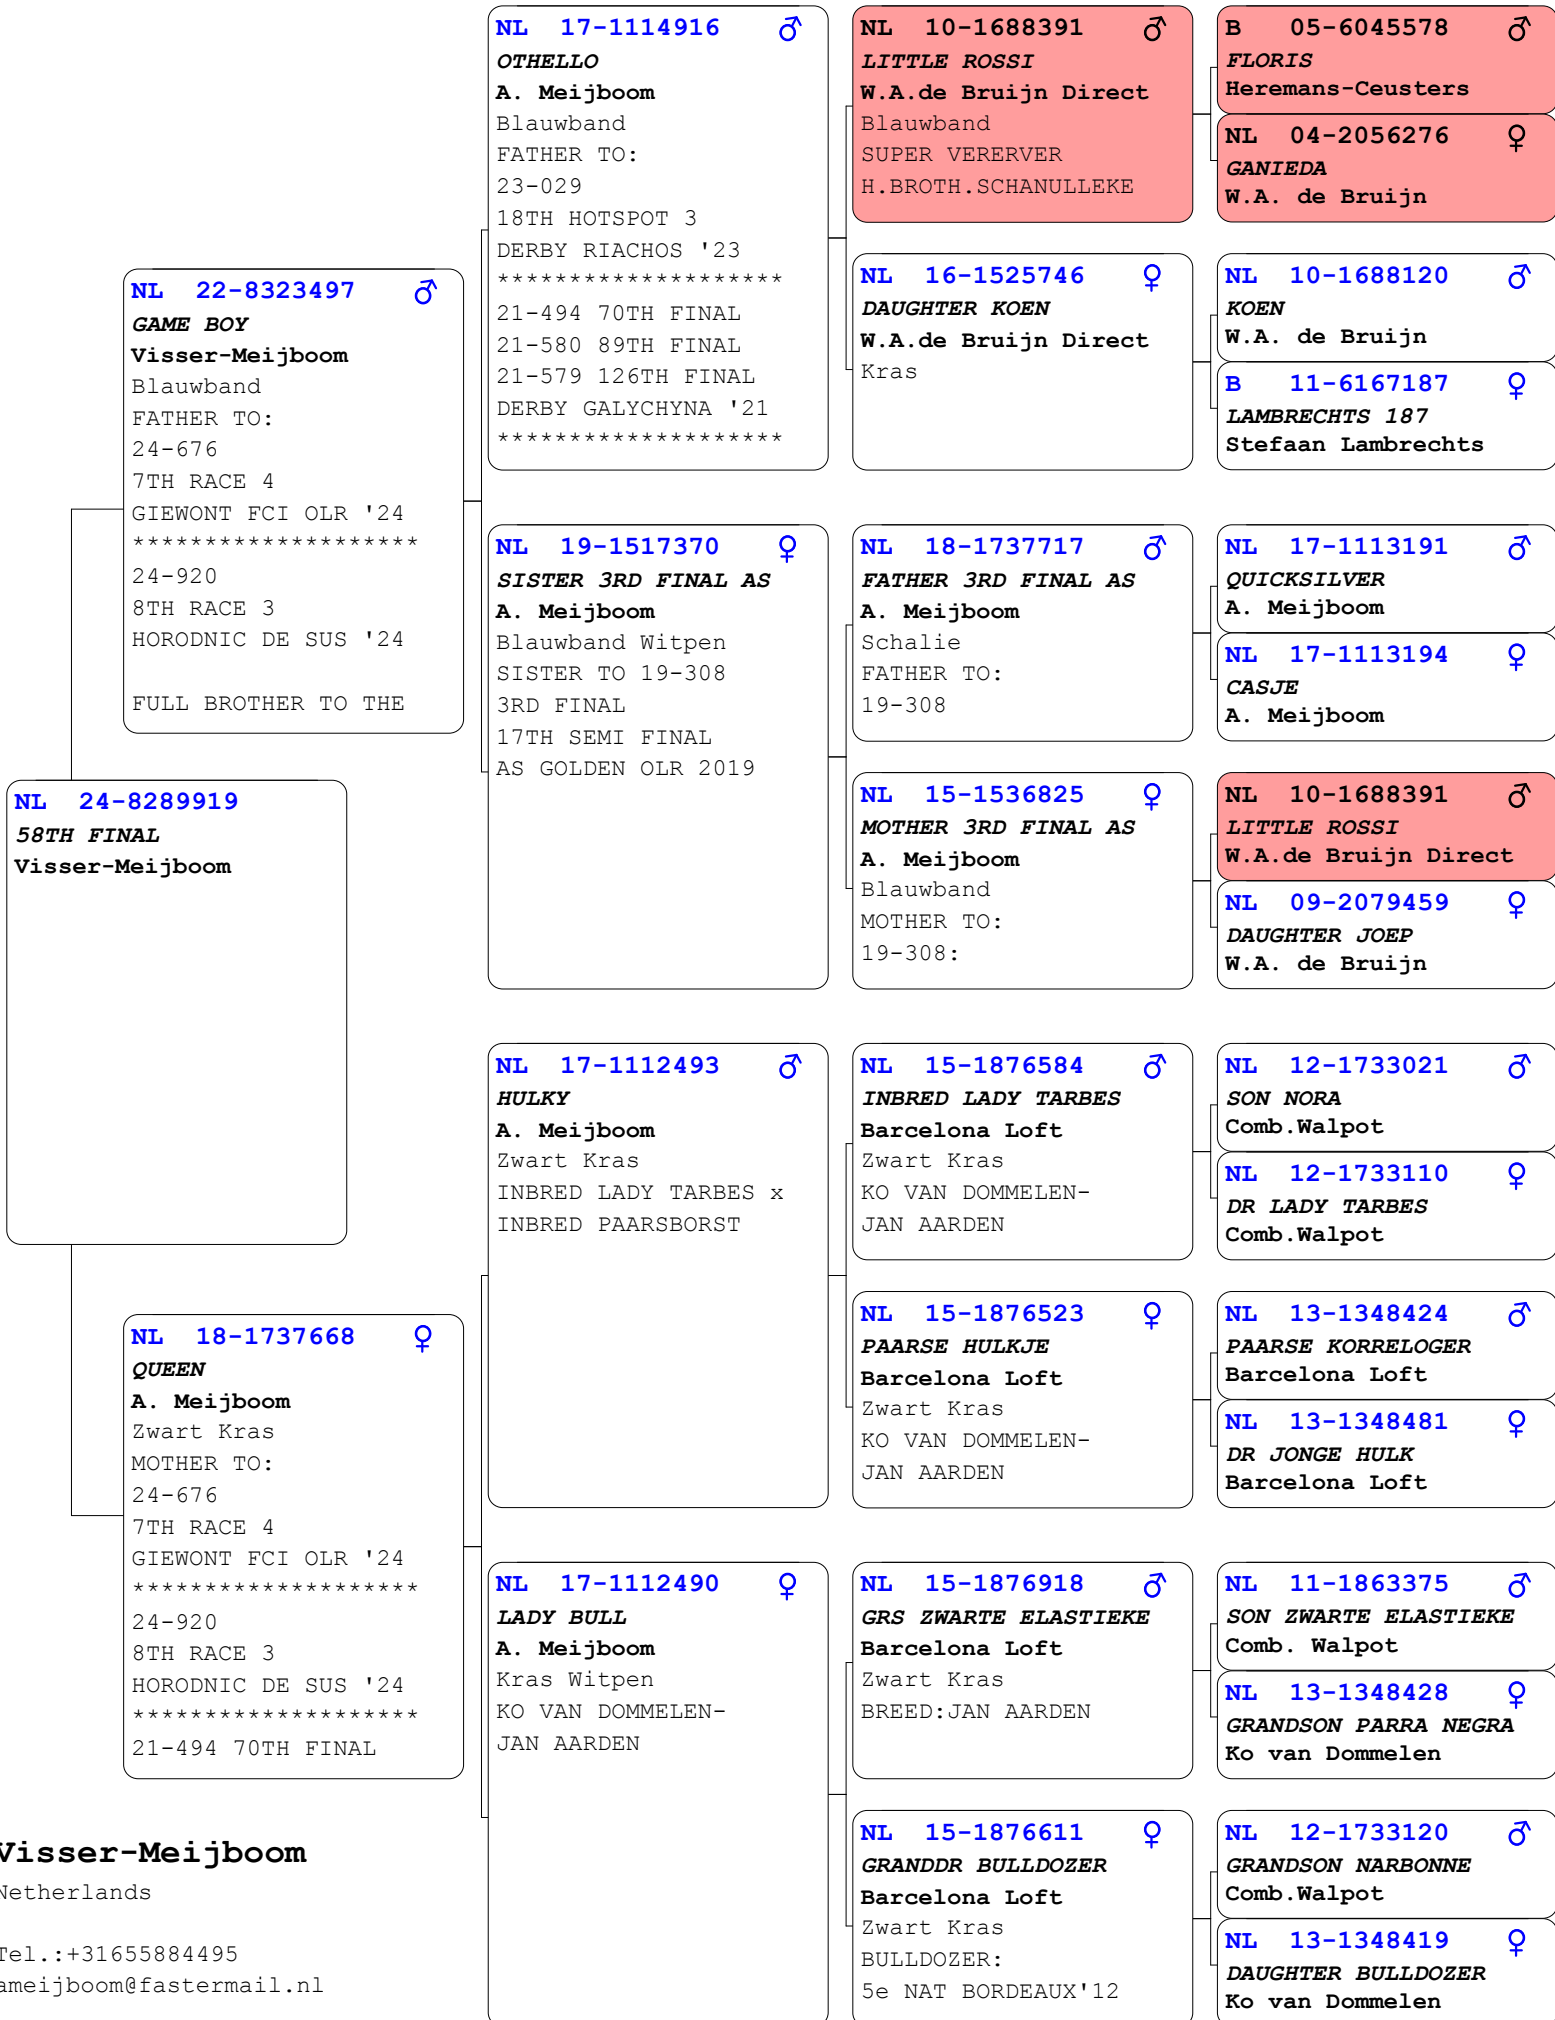 NL 24-8289919
58TH FINAL
Visser-Meijboom
NL 22-8323497 ♂
GAME BOY
Visser-Meijboom
Blauwband
FATHER TO:
24-676
7TH RACE 4
GIEWONT FCI OLR '24
********************
24-920
8TH RACE 3
HORODNIC DE SUS '24
FULL BROTHER TO THE
NL 18-1737668 ♀
QUEEN
A. Meijboom
Zwart Kras
MOTHER TO:
24-676
7TH RACE 4
GIEWONT FCI OLR '24
********************
24-920
8TH RACE 3
HORODNIC DE SUS '24
********************
21-494 70TH FINAL
NL 17-1114916 ♂
OTHELLO
A. Meijboom
Blauwband
FATHER TO:
23-029
18TH HOTSPOT 3
DERBY RIACHOS '23
********************
21-494 70TH FINAL
21-580 89TH FINAL
21-579 126TH FINAL
DERBY GALYCHYNA '21
********************
NL 19-1517370 ♀
SISTER 3RD FINAL AS
A. Meijboom
Blauwband Witpen
SISTER TO 19-308
3RD FINAL
17TH SEMI FINAL
AS GOLDEN OLR 2019
NL 17-1112493 ♂
HULKY
A. Meijboom
Zwart Kras
INBRED LADY TARBES x
INBRED PAARSBORST
NL 17-1112490 ♀
LADY BULL
A. Meijboom
Kras Witpen
KO VAN DOMMELEN-
JAN AARDEN
NL 10-1688391 ♂
LITTLE ROSSI
W.A.de Bruijn Direct
Blauwband
SUPER VERERVER
H.BROTH.SCHANULLEKE
NL 16-1525746 ♀
DAUGHTER KOEN
W.A.de Bruijn Direct
Kras
NL 18-1737717 ♂
FATHER 3RD FINAL AS
A. Meijboom
Schalie
FATHER TO:
19-308
NL 15-1536825 ♀
MOTHER 3RD FINAL AS
A. Meijboom
Blauwband
MOTHER TO:
19-308:
NL 15-1876584 ♂
INBRED LADY TARBES
Barcelona Loft
Zwart Kras
KO VAN DOMMELEN-
JAN AARDEN
NL 15-1876523 ♀
PAARSE HULKJE
Barcelona Loft
Zwart Kras
KO VAN DOMMELEN-
JAN AARDEN
NL 15-1876918 ♂
GRS ZWARTE ELASTIEKE
Barcelona Loft
Zwart Kras
BREED:JAN AARDEN
NL 15-1876611 ♀
GRANDDR BULLDOZER
Barcelona Loft
Zwart Kras
BULLDOZER:
5e NAT BORDEAUX'12
B 05-6045578 ♂
FLORIS
Heremans-Ceusters
NL 04-2056276 ♀
GANIEDA
W.A. de Bruijn
NL 10-1688120 ♂
KOEN
W.A. de Bruijn
B 11-6167187 ♀
LAMBRECHTS 187
Stefaan Lambrechts
NL 17-1113191 ♂
QUICKSILVER
A. Meijboom
NL 17-1113194 ♀
CASJE
A. Meijboom
NL 10-1688391 ♂
LITTLE ROSSI
W.A.de Bruijn Direct
NL 09-2079459 ♀
DAUGHTER JOEP
W.A. de Bruijn
NL 12-1733021 ♂
SON NORA
Comb.Walpot
NL 12-1733110 ♀
DR LADY TARBES
Comb.Walpot
NL 13-1348424 ♂
PAARSE KORRELOGER
Barcelona Loft
NL 13-1348481 ♀
DR JONGE HULK
Barcelona Loft
NL 11-1863375 ♂
SON ZWARTE ELASTIEKE
Comb. Walpot
NL 13-1348428 ♀
GRANDSON PARRA NEGRA
Ko van Dommelen
NL 12-1733120 ♂
GRANDSON NARBONNE
Comb.Walpot
NL 13-1348419 ♀
DAUGHTER BULLDOZER
Ko van Dommelen
Visser-Meijboom
Netherlands
Tel.:+31655884495
ameijboom@fastermail.nl